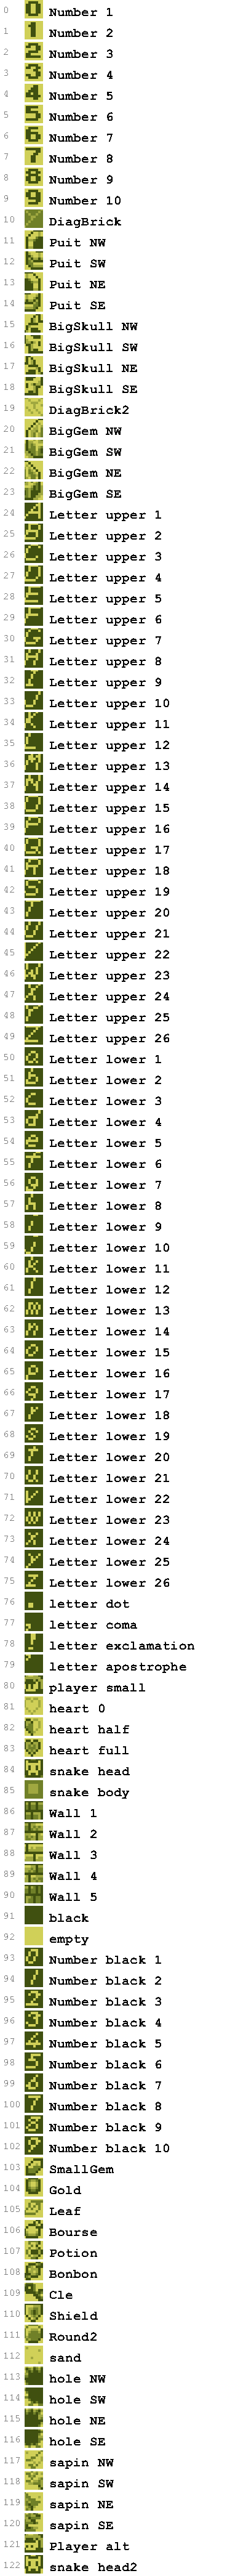 0 Number 1
1 Number 2
2 Number 3
3 Number 4
4 Number 5
5 Number 6
6 Number 7
7 Number 8
8 Number 9
9 Number 10
10 DiagBrick
11 Puit NW
12 Puit SW
13 Puit NE
14 Puit SE
15 BigSkull NW
16 BigSkull SW
17 BigSkull NE
18 BigSkull SE
19 DiagBrick2
20 BigGem NW
21 BigGem SW
22 BigGem NE
23 BigGem SE
24 Letter upper 1
25 Letter upper 2
26 Letter upper 3
27 Letter upper 4
28 Letter upper 5
29 Letter upper 6
30 Letter upper 7
31 Letter upper 8
32 Letter upper 9
33 Letter upper 10
34 Letter upper 11
35 Letter upper 12
36 Letter upper 13
37 Letter upper 14
38 Letter upper 15
39 Letter upper 16
40 Letter upper 17
41 Letter upper 18
42 Letter upper 19
43 Letter upper 20
44 Letter upper 21
45 Letter upper 22
46 Letter upper 23
47 Letter upper 24
48 Letter upper 25
49 Letter upper 26
50 Letter lower 1
51 Letter lower 2
52 Letter lower 3
53 Letter lower 4
54 Letter lower 5
55 Letter lower 6
56 Letter lower 7
57 Letter lower 8
58 Letter lower 9
59 Letter lower 10
60 Letter lower 11
61 Letter lower 12
62 Letter lower 13
63 Letter lower 14
64 Letter lower 15
65 Letter lower 16
66 Letter lower 17
67 Letter lower 18
68 Letter lower 19
69 Letter lower 20
70 Letter lower 21
71 Letter lower 22
72 Letter lower 23
73 Letter lower 24
74 Letter lower 25
75 Letter lower 26
76 letter dot
77 letter coma
78 letter exclamation
79 letter apostrophe
80 player small
81 heart 0
82 heart half
83 heart full
84 snake head
85 snake body
86 Wall 1
87 Wall 2
88 Wall 3
89 Wall 4
90 Wall 5
91 black
92 empty
93 Number black 1
94 Number black 2
95 Number black 3
96 Number black 4
97 Number black 5
98 Number black 6
99 Number black 7
100 Number black 8
101 Number black 9
102 Number black 10
103 SmallGem
104 Gold
105 Leaf
106 Bourse
107 Potion
108 Bonbon
109 Cle
110 Shield
111 Round2
112 sand
113 hole NW
114 hole SW
115 hole NE
116 hole SE
117 sapin NW
118 sapin SW
119 sapin NE
120 sapin SE
121 Player alt
122 snake head2